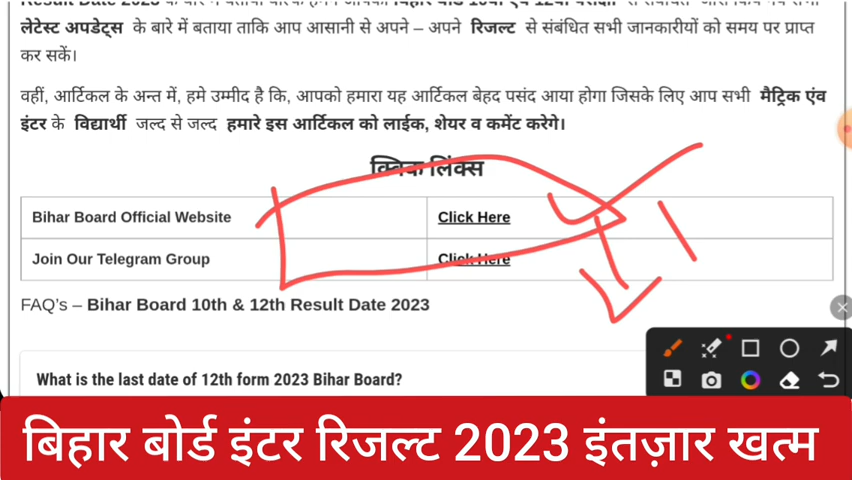 लेटेस्ट अपडेट्स के बारे में बताया ताकि आप आसानी से अपने – अपने रिजल्ट से संबंधित सभी जानकारीयों को समय पर प्राप्त
कर सकें।
वहीं, आर्टिकल के अन्त में, हमे उम्मीद है कि, आपको हमारा यह आर्टिकल बेहद पसंद आया होगा जिसके लिए आप सभी मैट्रिक एंव
इंटर के विद्यार्थी जल्द से जल्द हमारे इस आर्टिकल को लाईक, शेयर व कमेंट करेगे।
क्विक लिंक्स
Bihar Board Official Website Click Here
Join Our Telegram Group Click Here
FAQ’s – Bihar Board 10th & 12th Result Date 2023
What is the last date of 12th form 2023 Bihar Board?
बिहार बोर्ड इंटर रिजल्ट 2023 इंतज़ार खत्म